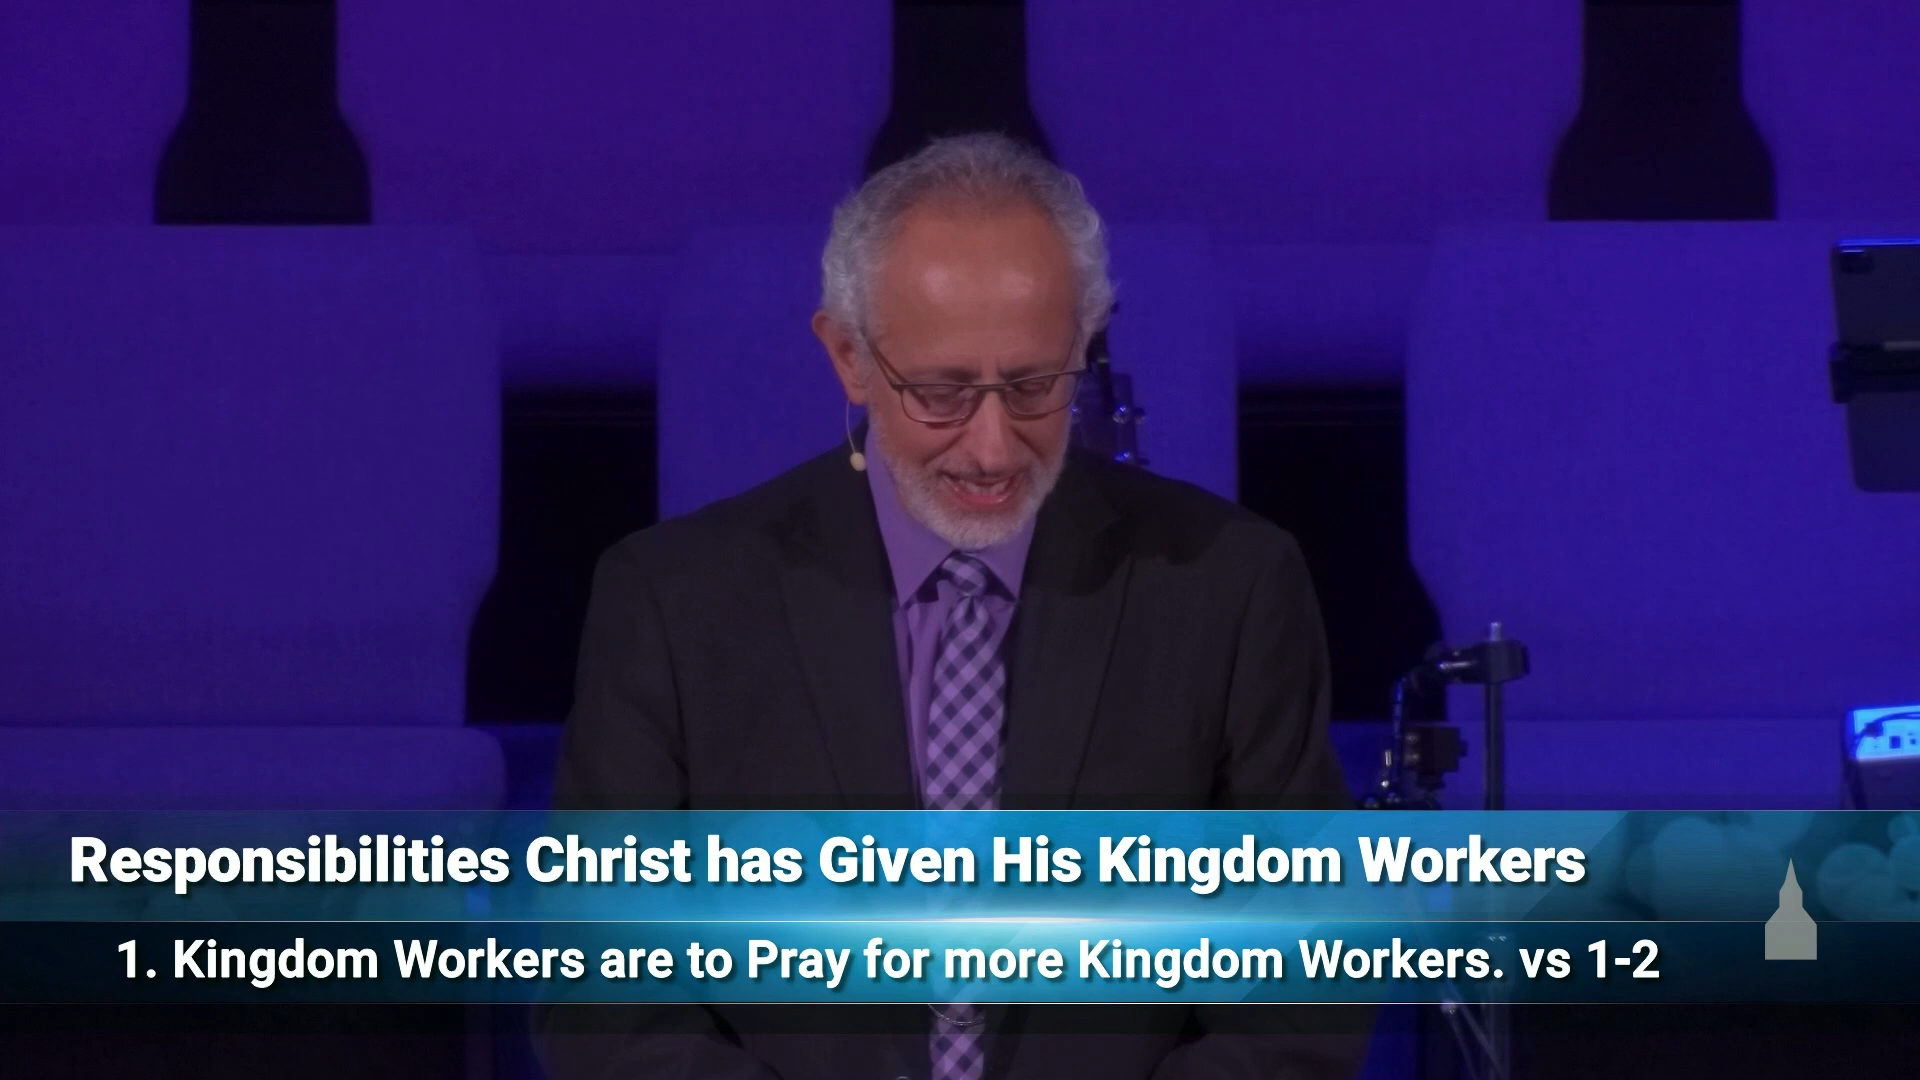 Responsibilities Christ has Given His Kingdom Workers
1. Kingdom Workers are to Pray for more Kingdom Workers. vs 1-2